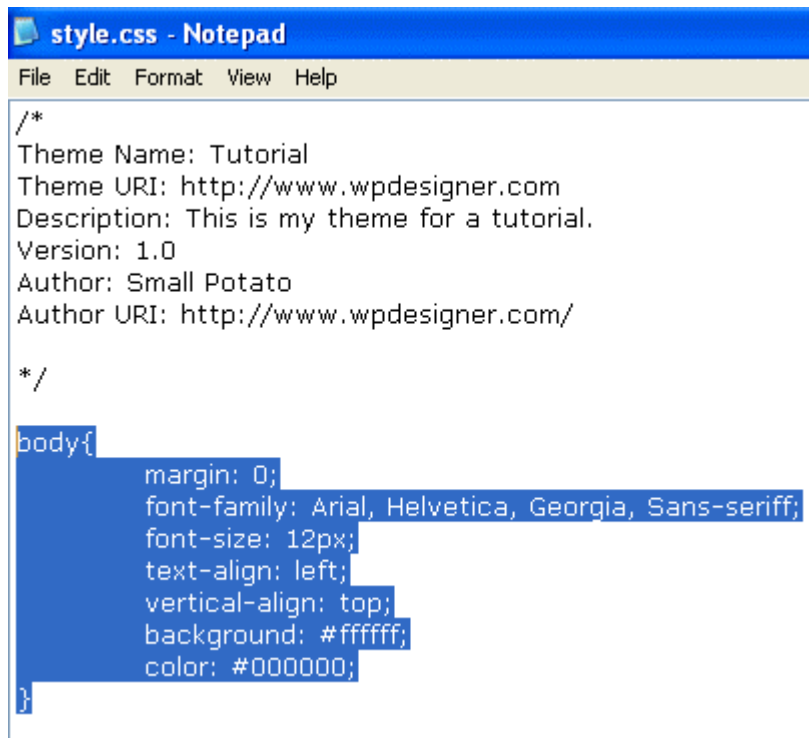 style.css - Notepad
File Edit Format View Help
/*
Theme Name: Tutorial
Theme URI: http://www.wpdesigner.com
Description: This is my theme for a tutorial.
Version: 1.0
Author: Small Potato
Author URI: http://www.wpdesigner.com/
*/
body{
margin: 0;
font-family: Arial, Helvetica, Georgia, Sans-seriff;
font-size: 12px;
text-align: left;
vertical-align: top;
background: #ffffff;
color: #000000;
}